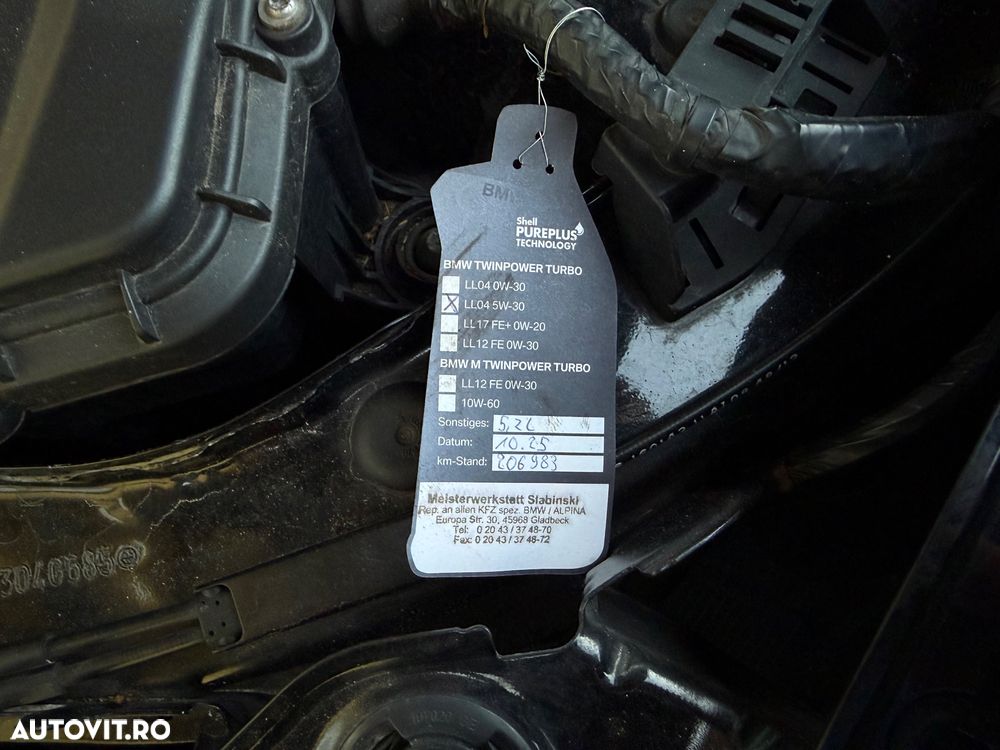 BMW
Shell
PUREPLUS
TECHNOLOGY
BMW TWINPOWER TURBO
LL04 0W-30
X LL04 5W-30
LL17 FE+ 0W-20
LL12 FE 0W-30
BMW M TWINPOWER TURBO
LL12 FE 0W-30
10W-60
Sonstiges: 5,2L
Datum: 10.25
km-Stand: 206983
Meisterwerkstatt Slabinski
Rep. an allen KFZ spez. BMW / ALPINA
Europa Str. 30, 45968 Gladbeck
Tel: 0 20 43 / 37 48-70
Fax: 0 20 43 / 37 48-72
AUTOVIT.RO